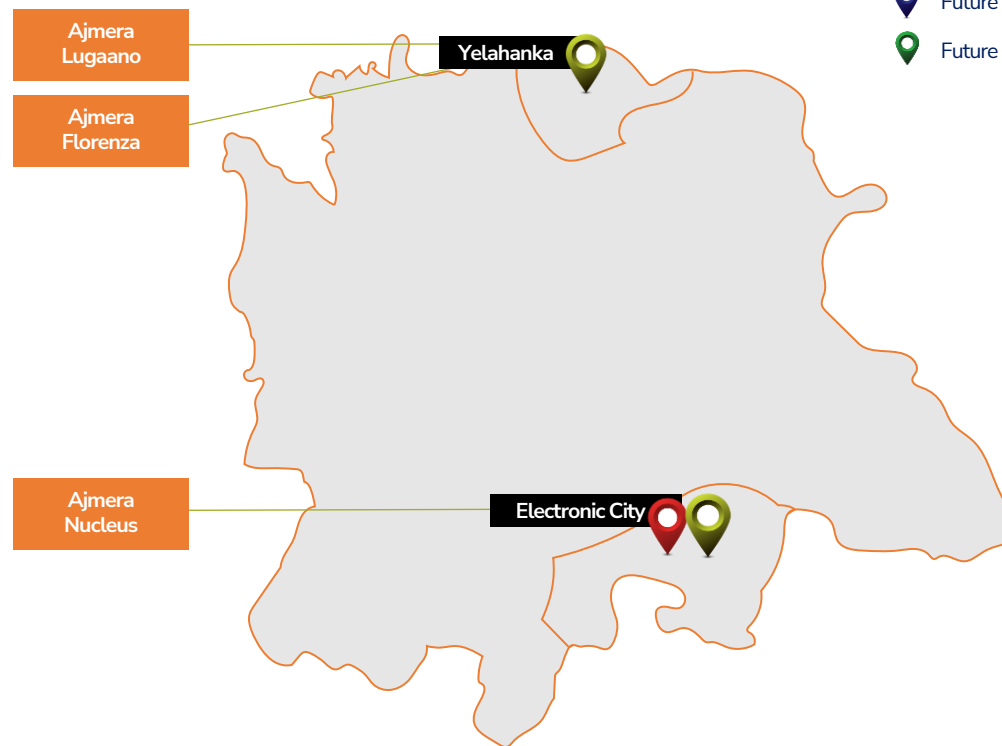 Future
Future
Ajmera
Lugaano
Yelahanka
Ajmera
Florenza
Ajmera
Nucleus
Electronic City